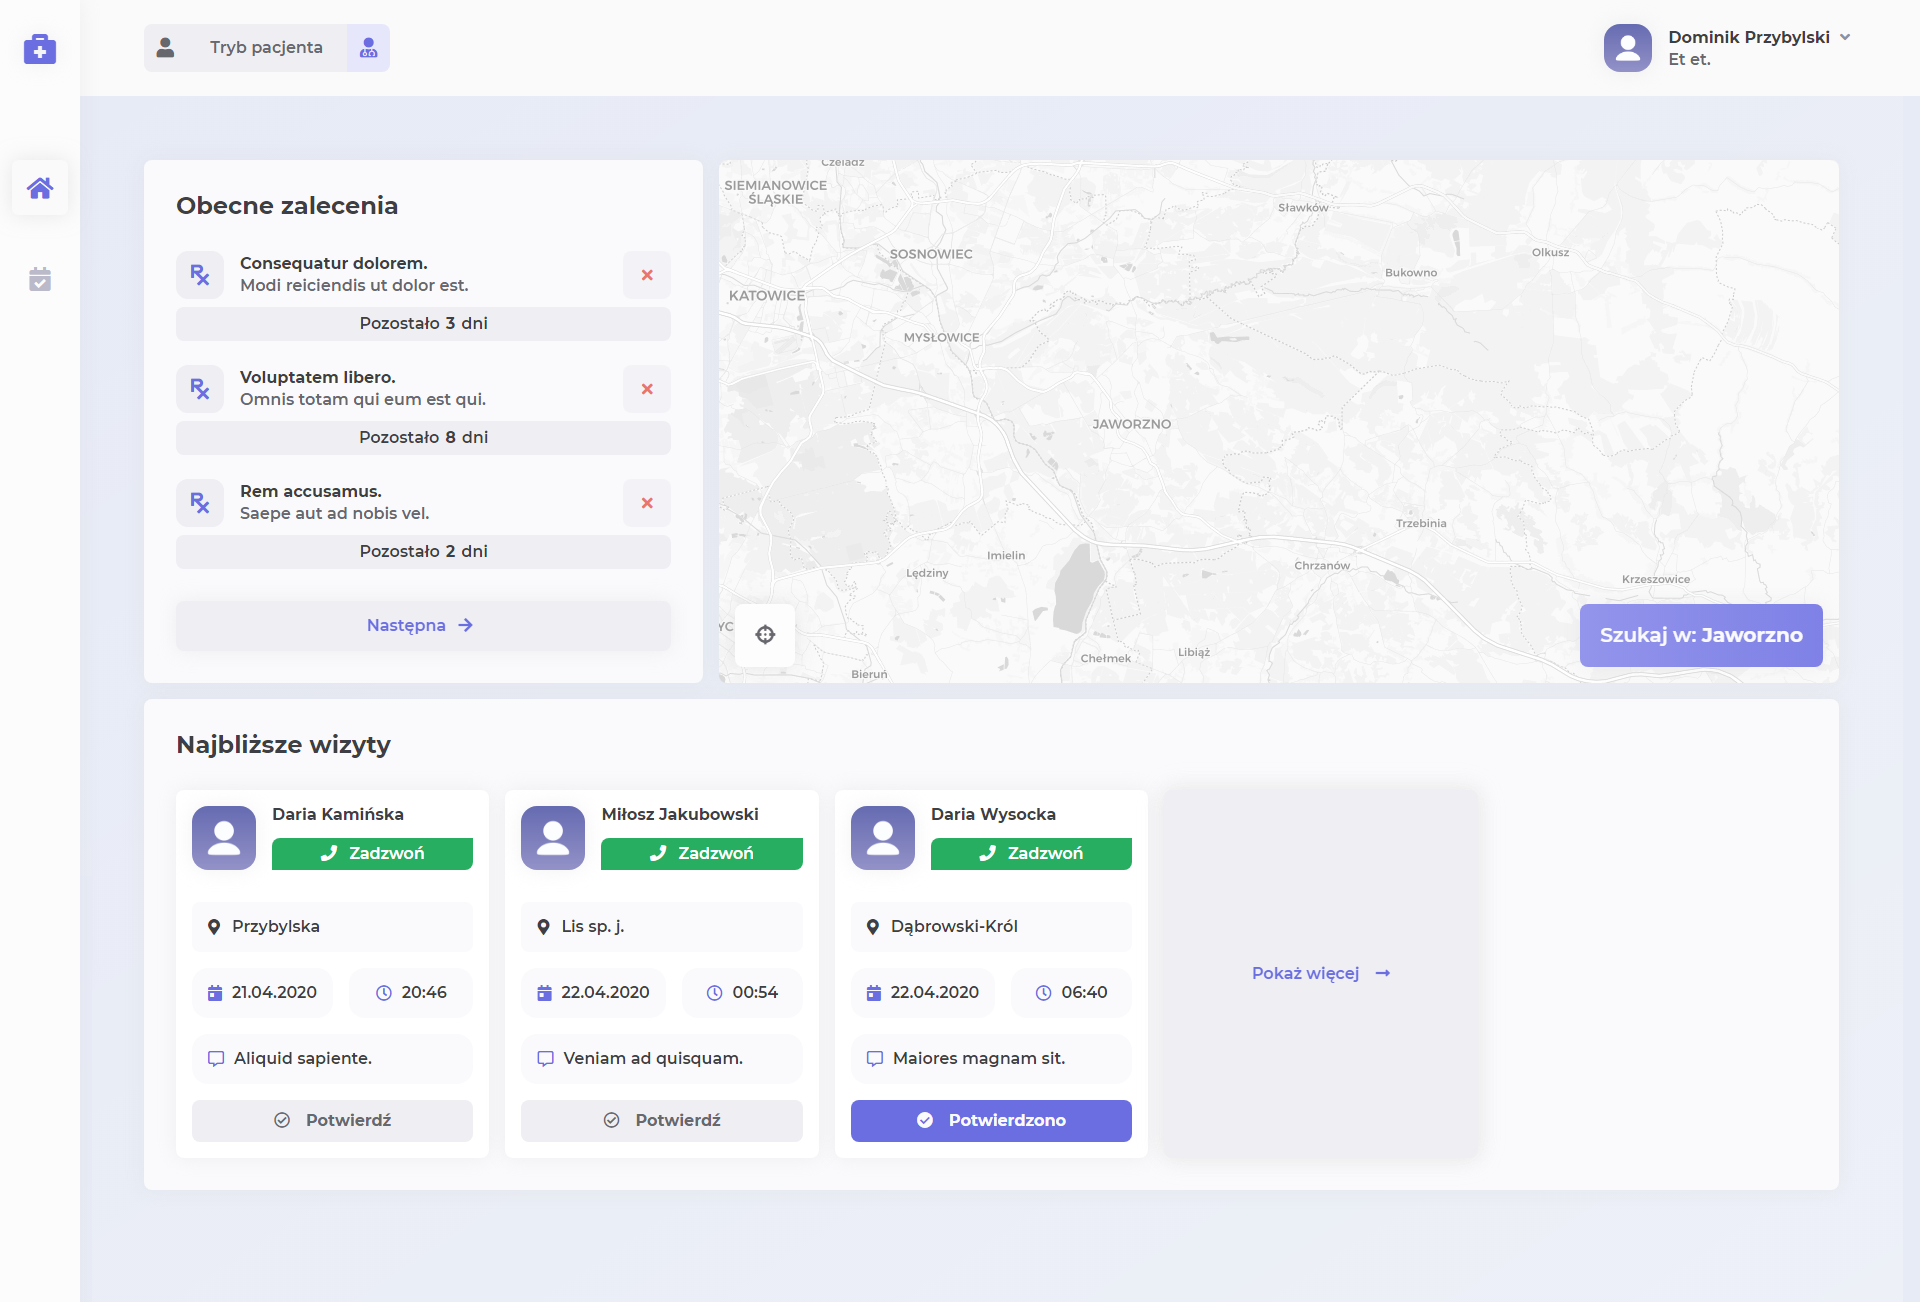 Tryb pacjenta
Dominik Przybylski
Et et.
Obecne zalecenia
Consequatur dolorem.
Modi reiciendis ut dolor est.
Pozostało 3 dni
Voluptatem libero.
Omnis totam qui eum est qui.
Pozostało 8 dni
Rem accusamus.
Saepe aut ad nobis vel.
Pozostało 2 dni
Następna
Czeladź
SIEMIANOWICE
ŚLĄSKIE
Sławków
SOSNOWIEC
Olkusz
Bukowno
KATOWICE
MYSŁOWICE
JAWORZNO
Trzebinia
Imielin
Chrzanów
Lędziny
Krzeszowice
YC
Szukaj w: Jaworzno
Libiąż
Chełmek
Bieruń
Najbliższe wizyty
Daria Kamińska
Zadzwoń
Przybylska
21.04.2020
20:46
Aliquid sapiente.
Potwierdź
Miłosz Jakubowski
Zadzwoń
Lis sp. j.
22.04.2020
00:54
Veniam ad quisquam.
Potwierdź
Daria Wysocka
Zadzwoń
Dąbrowski-Król
22.04.2020
06:40
Maiores magnam sit.
Potwierdzono
Pokaż więcej